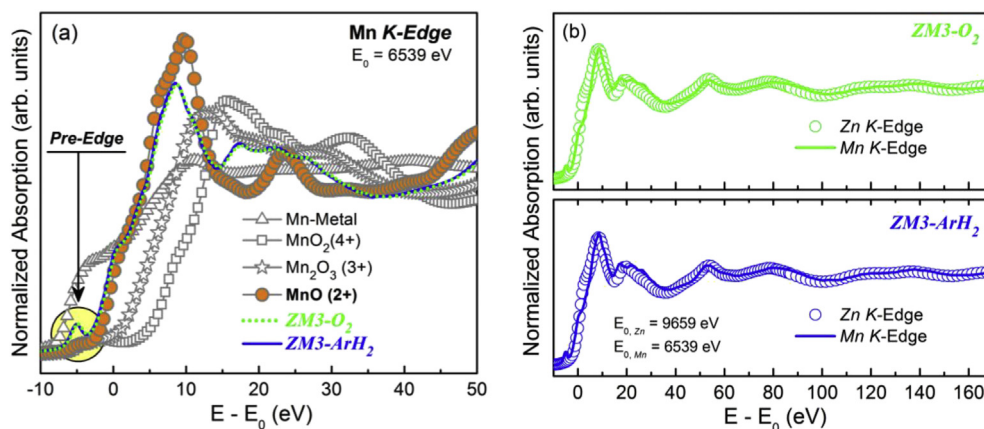 (a)
Mn K-Edge
E0 = 6539 eV
Pre-Edge
Mn-Metal
MnO2(4+)
Mn2O3 (3+)
MnO (2+)
ZM3-O2
ZM3-ArH2
Normalized Absorption (arb. units)
-10 0 10 20 30 40 50
E - E0 (eV)
(b)
ZM3-O2
Zn K-Edge
Mn K-Edge
Normalized Absorption (arb. units)
ZM3-ArH2
E0, Zn = 9659 eV
E0, Mn = 6539 eV
Zn K-Edge
Mn K-Edge
0 20 40 60 80 100 120 140 160
E - E0 (eV)